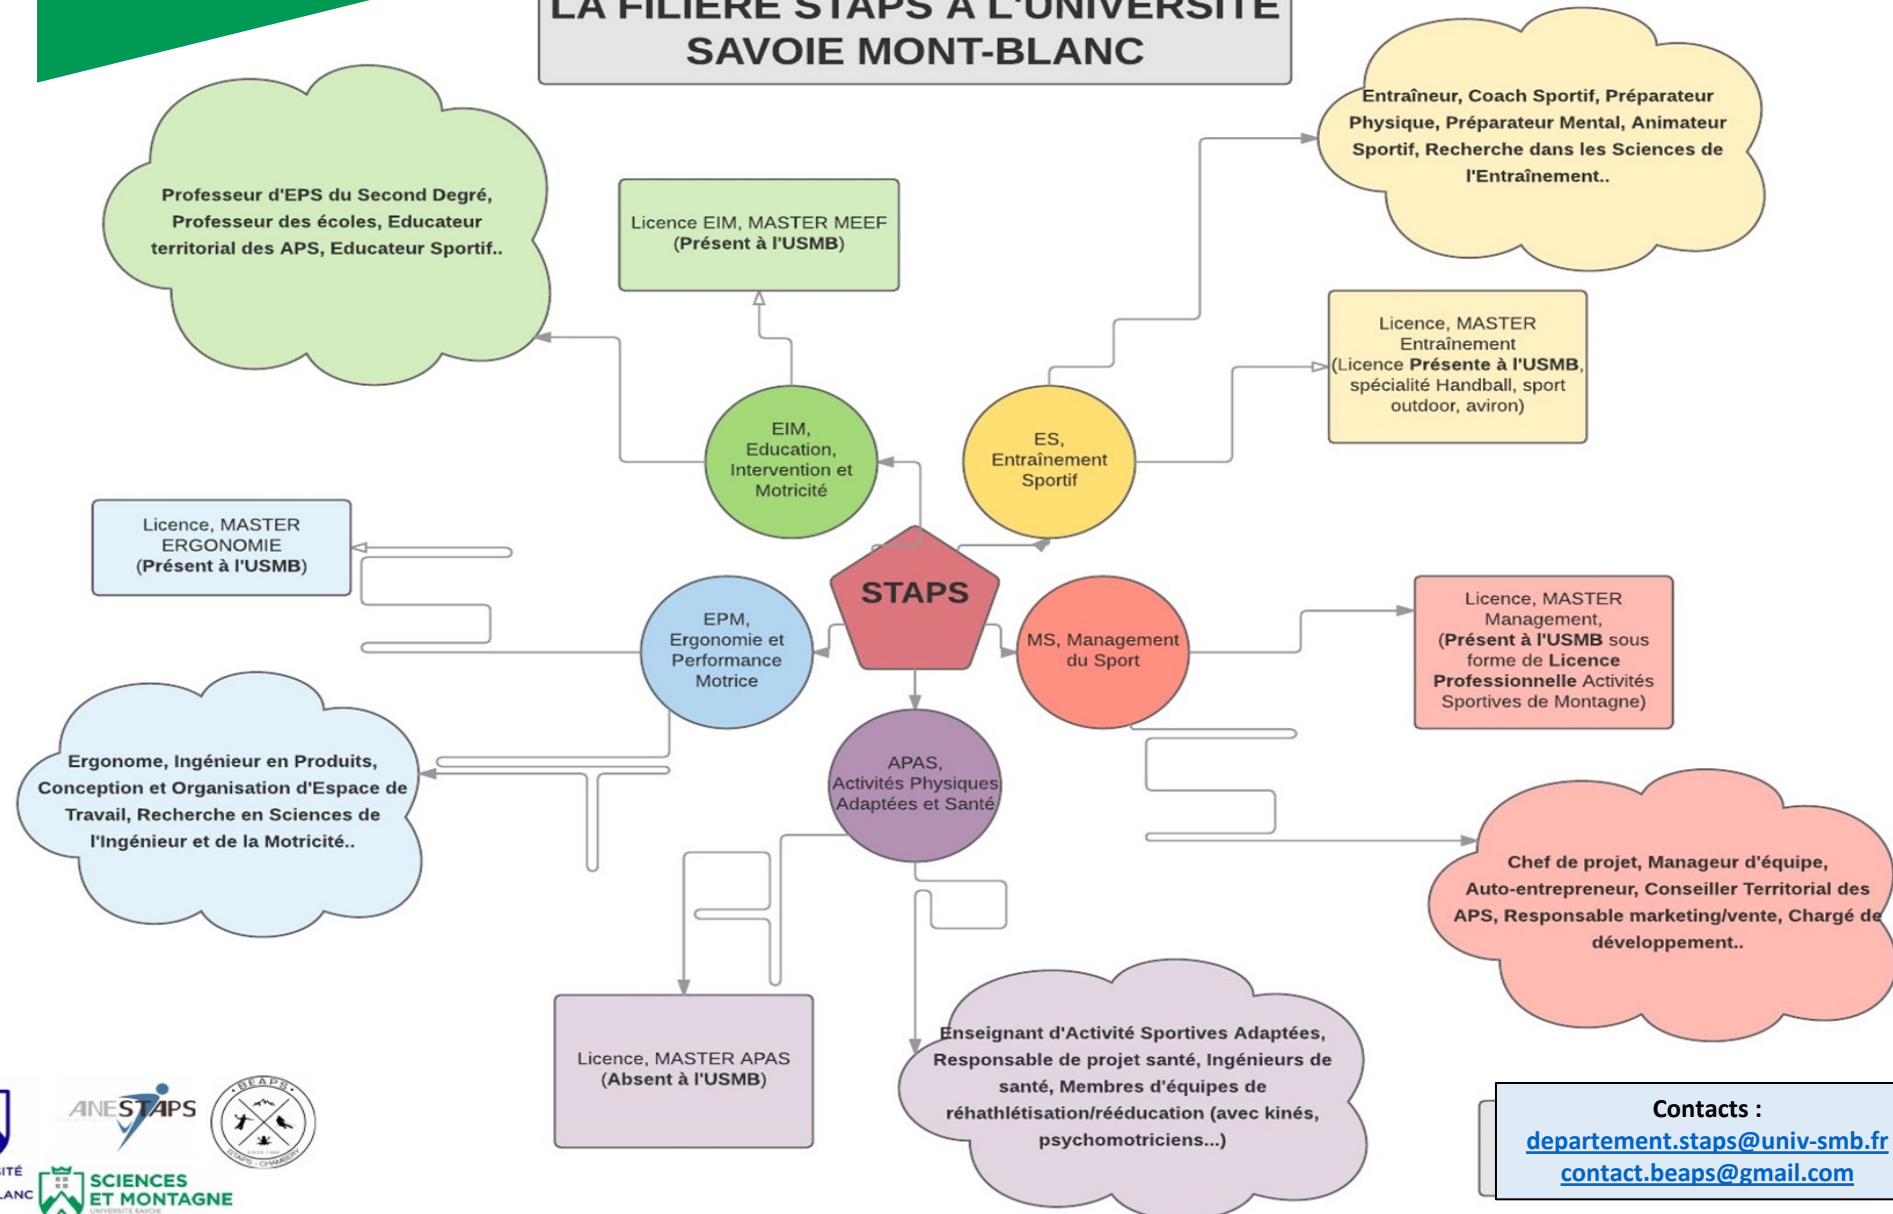 LA FILIERE STAPS A L'UNIVERSITE
SAVOIE MONT-BLANC
Professeur d'EPS du Second Degré,
Professeur des écoles, Educateur
territorial des APS, Educateur Sportif..
Licence EIM, MASTER MEEF
(Présent à l'USMB)
Entraîneur, Coach Sportif, Préparateur
Physique, Préparateur Mental, Animateur
Sportif, Recherche dans les Sciences de
l'Entraînement..
Licence, MASTER
Entraînement
(Licence Présente à l'USMB,
spécialité Handball, sport
outdoor, aviron)
EIM,
Education,
Intervention et
Motricité
ES,
Entraînement
Sportif
Licence, MASTER
ERGONOMIE
(Présent à l'USMB)
STAPS
EPM,
Ergonomie et
Performance
Motrice
MS, Management
du Sport
Licence, MASTER
Management,
(Présent à l'USMB sous
forme de Licence
Professionnelle Activités
Sportives de Montagne)
Ergonome, Ingénieur en Produits,
Conception et Organisation d'Espace de
Travail, Recherche en Sciences de
l'Ingénieur et de la Motricité..
APAS,
Activités Physiques
Adaptées et Santé
Chef de projet, Manageur d'équipe,
Auto-entrepreneur, Conseiller Territorial des
APS, Responsable marketing/vente, Chargé de
développement..
Licence, MASTER APAS
(Absent à l'USMB)
Enseignant d'Activité Sportives Adaptées,
Responsable de projet santé, Ingénieurs de
santé, Membres d'équipes de
réhathlétisation/rééducation (avec kinés,
psychomotriciens...)
ANESTAPS
BEAPS
STAPS - CHAMBERY
SCIENCES
ET MONTAGNE
UNIVERSITÉ SAVOIE
Contacts :
departement.staps@univ-smb.fr
contact.beaps@gmail.com